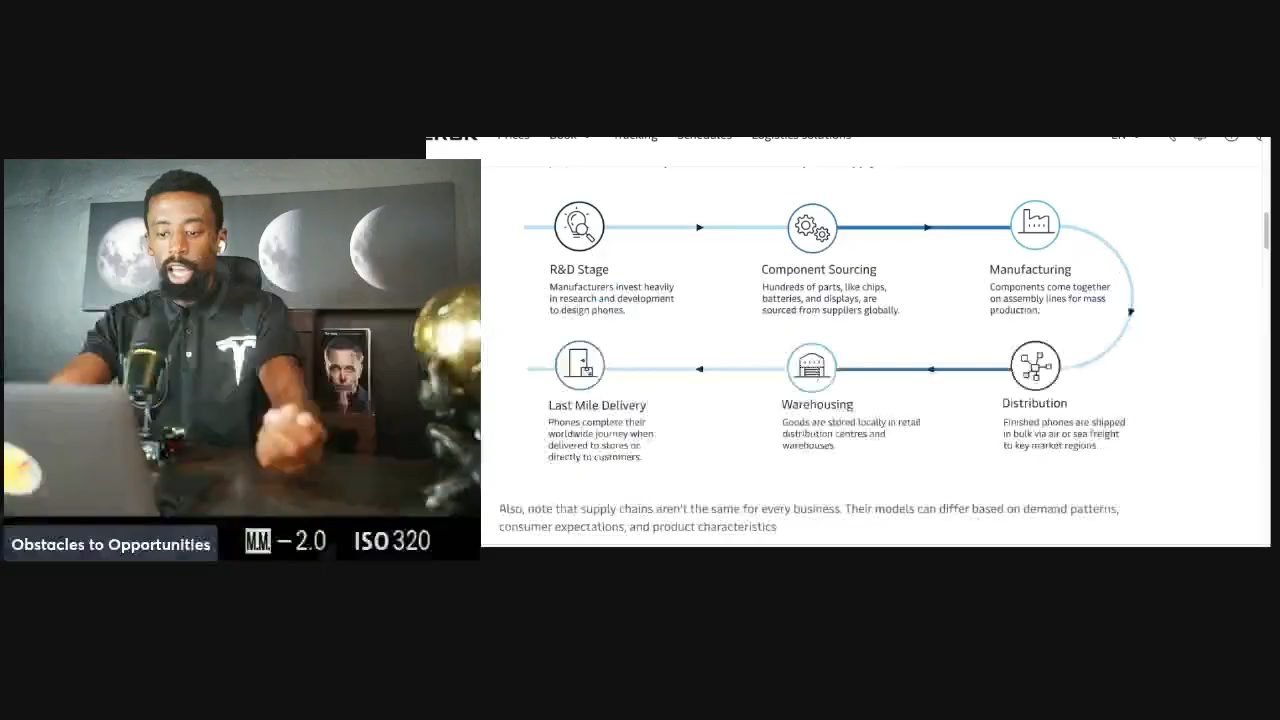 Prices Book Tracking Schedules Logistics Solutions
EN
R&D Stage
Manufacturers invest heavily
in research and development
to design phones.
Component Sourcing
Hundreds of parts, like chips,
batteries, and displays, are
sourced from suppliers globally.
Manufacturing
Components come together
on assembly lines for mass
production.
Last Mile Delivery
Phones complete their
worldwide journey when
delivered to stores or
directly to customers.
Warehousing
Goods are stored locally in retail
distribution centres and
warehouses
Distribution
Finished phones are shipped
in bulk via air or sea freight
to key market regions
Also, note that supply chains aren't the same for every business. Their models can differ based on demand patterns,
consumer expectations, and product characteristics
Obstacles to Opportunities
M.M. – 2.0 ISO 320